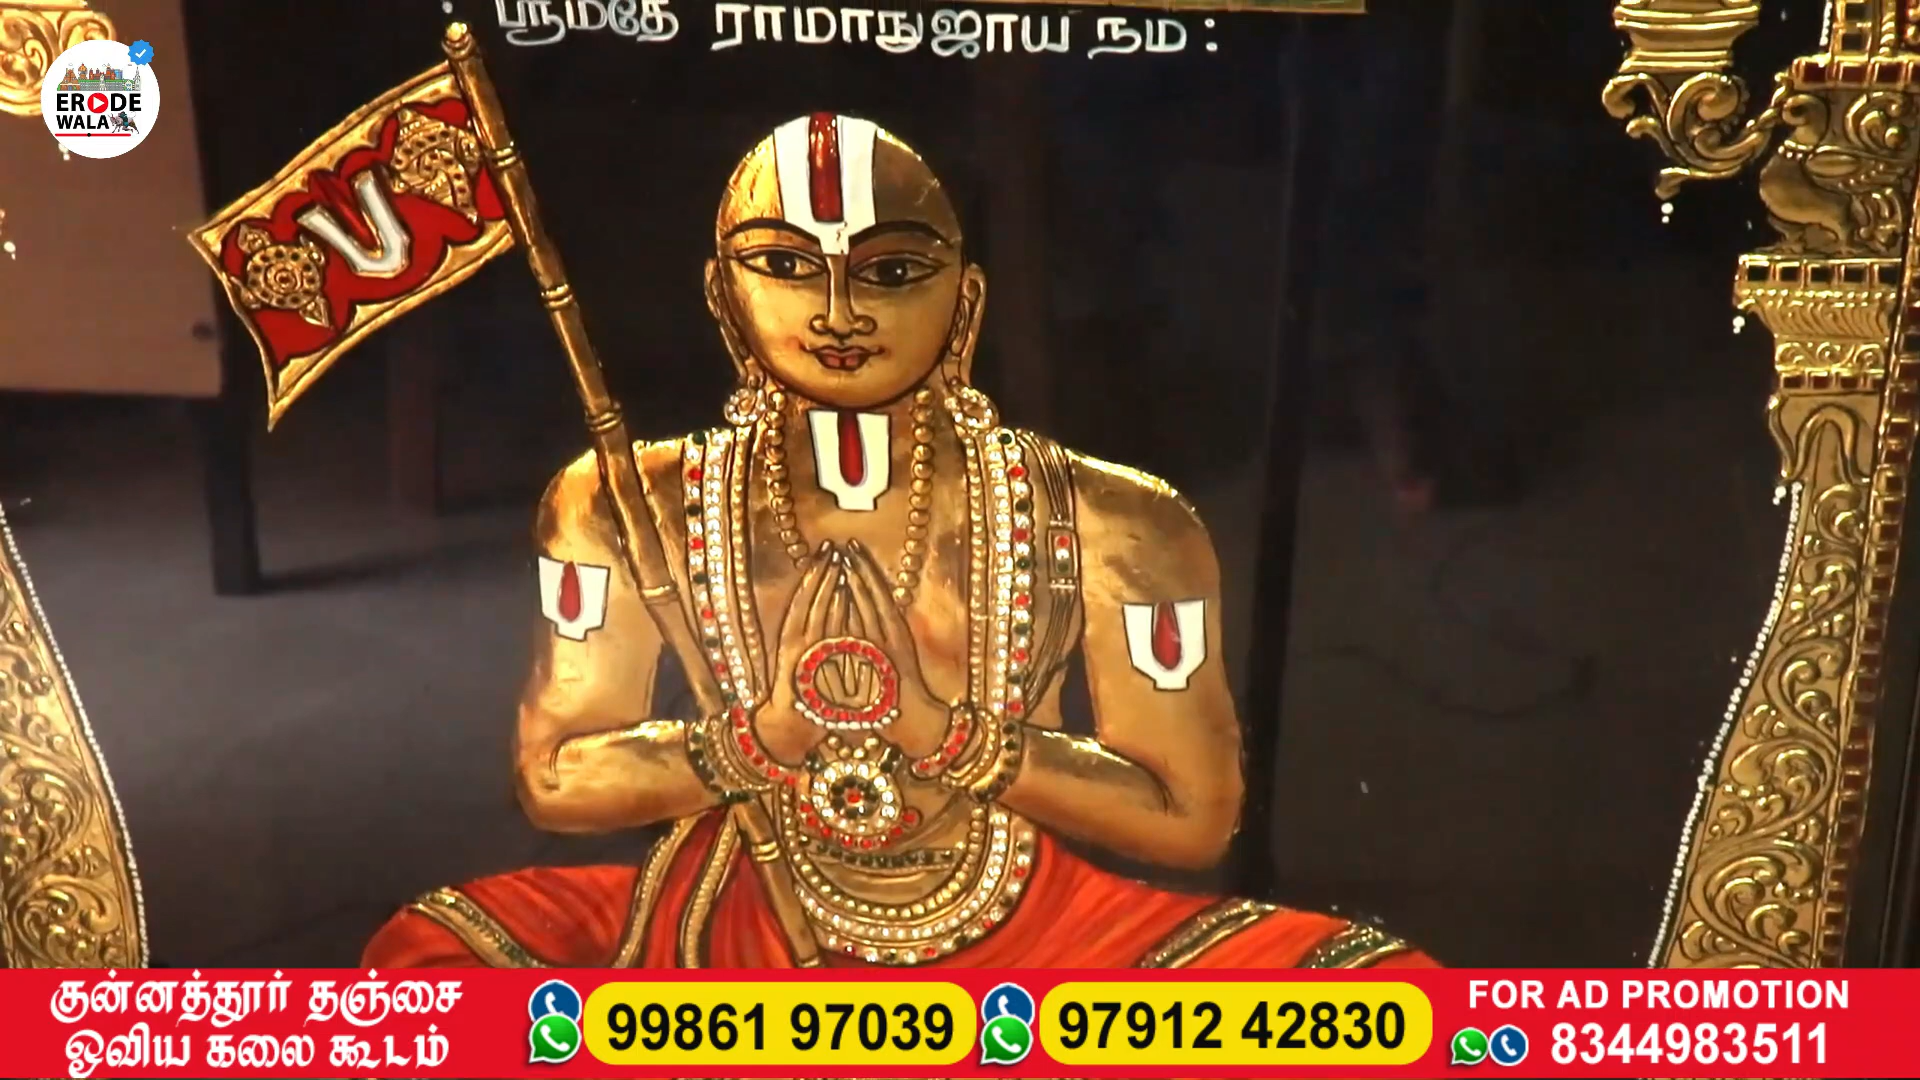 ஸ்ரீமதே ராமாநுஜாய நம :
ERODE
WALA
குன்னத்தூர் தஞ்சை
ஓவிய கலை கூடம்
99861 97039
97912 42830
FOR AD PROMOTION
8344983511